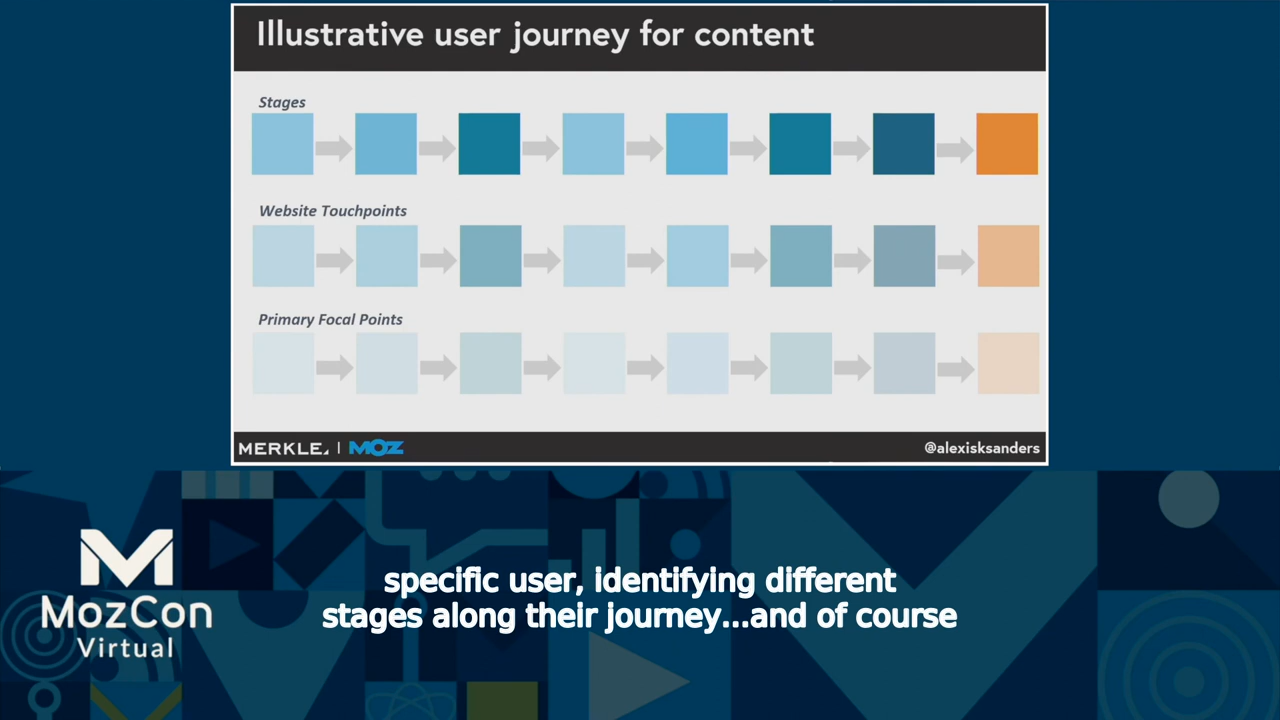 Illustrative user journey for content
Stages
Website Touchpoints
Primary Focal Points
MERKLE. | MOZ
@alexisksanders
M
MozCon
Virtual
specific user, identifying different
stages along their journey...and of course